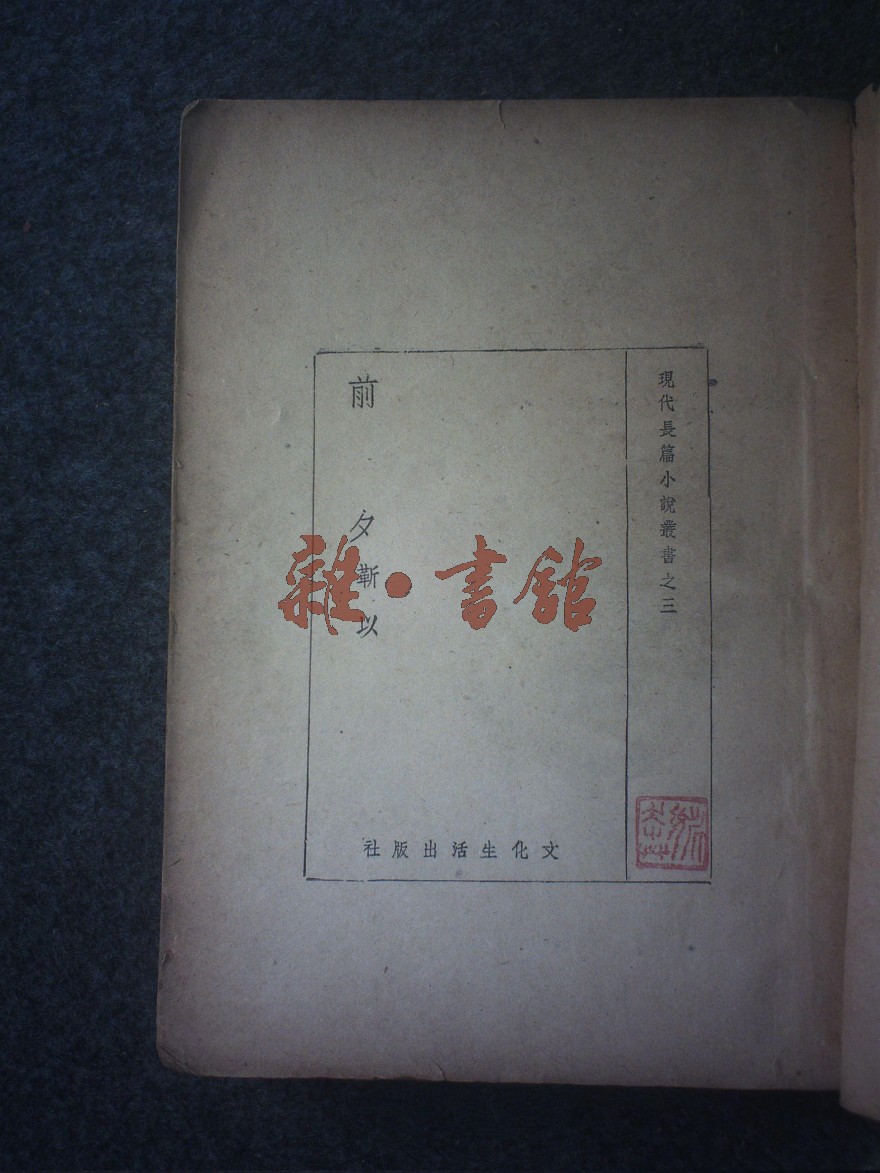 現代長篇小說叢書之三
前夕
靳以
雜·書館
文化生活出版社